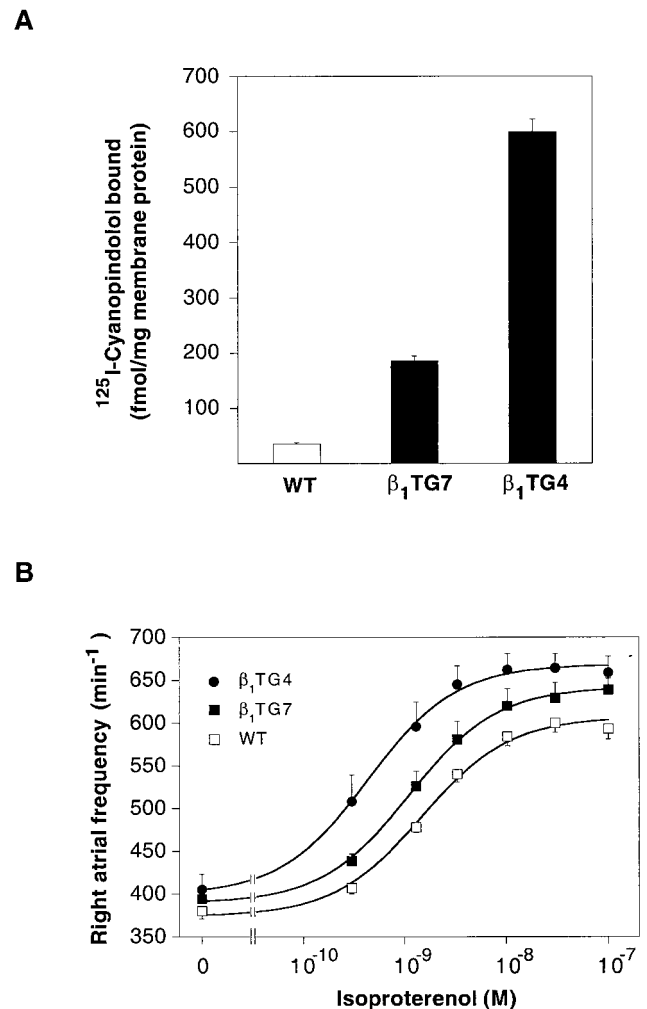 A
700
600
500
400
300
200
100
¹²⁵I-Cyanopindolol bound
(fmol/mg membrane protein)
WT
β₁TG7
β₁TG4
B
700
650
600
550
500
450
400
350
Right atrial frequency (min⁻¹ )
β₁TG4
β₁TG7
WT
0
10⁻¹⁰
10⁻⁹
10⁻⁸
10⁻⁷
Isoproterenol (M)